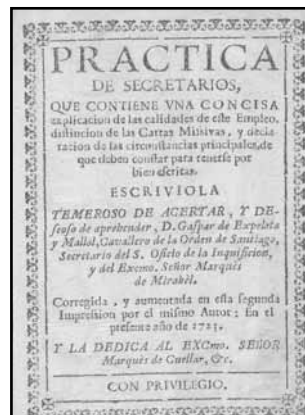 PRACTICA
DE SECRETARIOS,
QUE CONTIENE VNA CONCISA
explicacion de las calidades de este Empleo,
distincion de las Cartas Missivas, y decla-
racion de las circunstancias principales, de
que deben constar para tenerse por
bien escritas.
ESCRIVIOLA
TEMEROSO DE ACERTAR, Y DE-
seoso de aprehender, D. Gaspar de Ezpeleta
y Mallol, Cavallero de la Orden de Santiago,
Secretario del S. Oficio de la Inquisicion,
y del Excmo. Señor Marquès
de Mirabèl.
Corregida, y aumentada en esta segunda
Impression por el mismo Autor: En el
presente año de 1723.
Y LA DEDICA AL EXCmo. SEÑOR
Marquès de Cuellar, &c.
CON PRIVILEGIO.